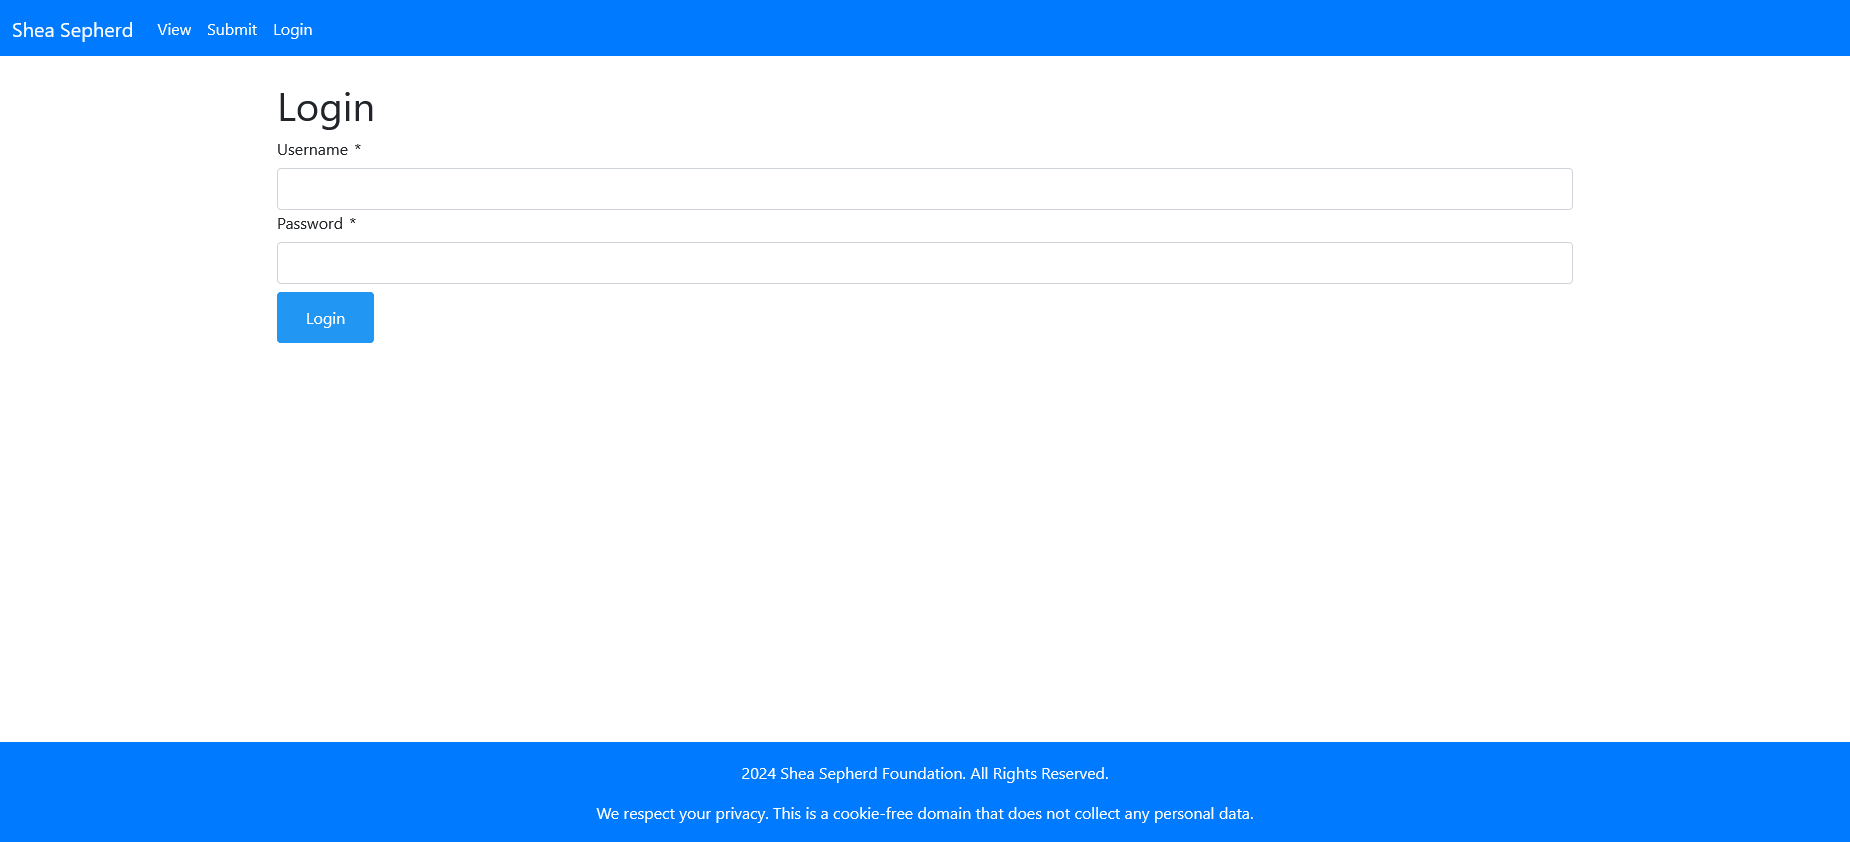 Shea Sepherd View Submit Login
Login
Username *
Password *
Login
2024 Shea Sepherd Foundation. All Rights Reserved.
We respect your privacy. This is a cookie-free domain that does not collect any personal data.